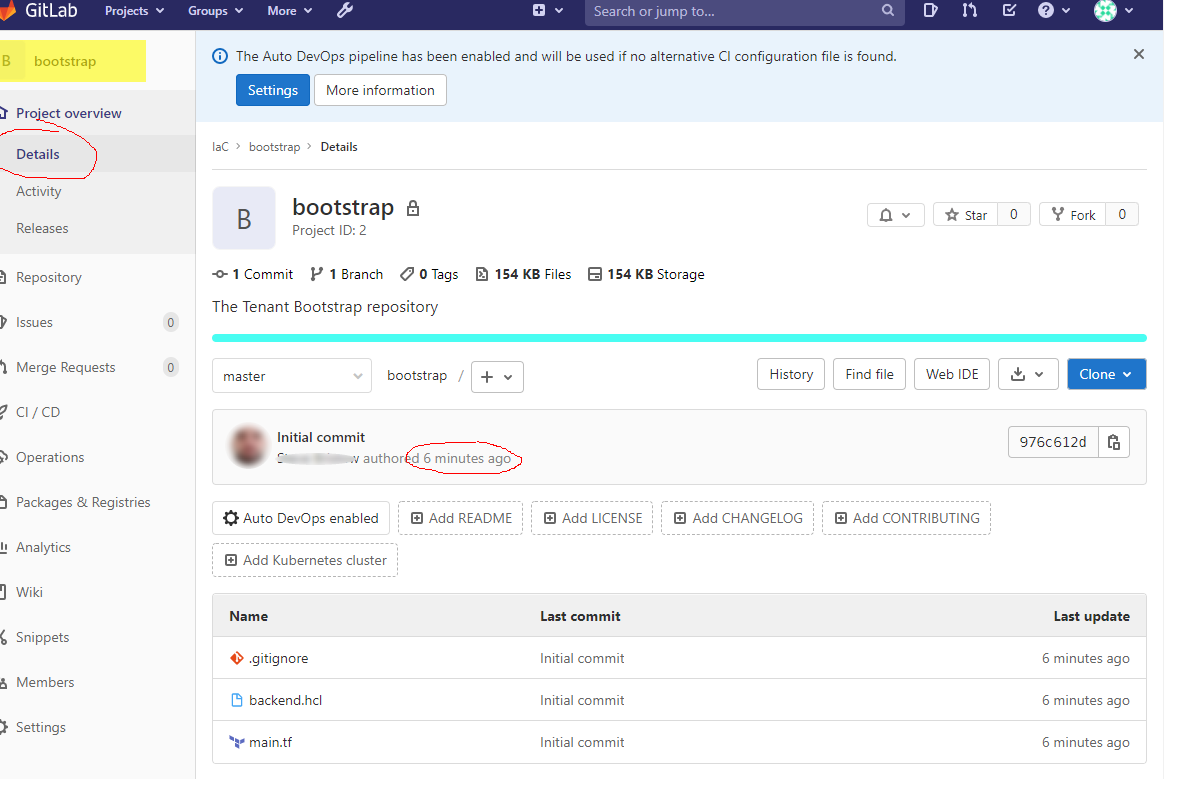 GitLab Projects Groups More Search or jump to...
B bootstrap
The Auto DevOps pipeline has been enabled and will be used if no alternative CI configuration file is found.
Settings More information
Project overview
Details
Activity
Releases
Repository
Issues 0
Merge Requests 0
CI / CD
Operations
Packages & Registries
Analytics
Wiki
Snippets
Members
Settings
IaC > bootstrap > Details
B
bootstrap
Project ID: 2
Star 0 Fork 0
1 Commit 1 Branch 0 Tags 154 KB Files 154 KB Storage
The Tenant Bootstrap repository
master bootstrap / + History Find file Web IDE Clone
Initial commit
authored 6 minutes ago
976c612d
Auto DevOps enabled Add README Add LICENSE Add CHANGELOG Add CONTRIBUTING
Add Kubernetes cluster
Name Last commit Last update
.gitignore Initial commit 6 minutes ago
backend.hcl Initial commit 6 minutes ago
main.tf Initial commit 6 minutes ago